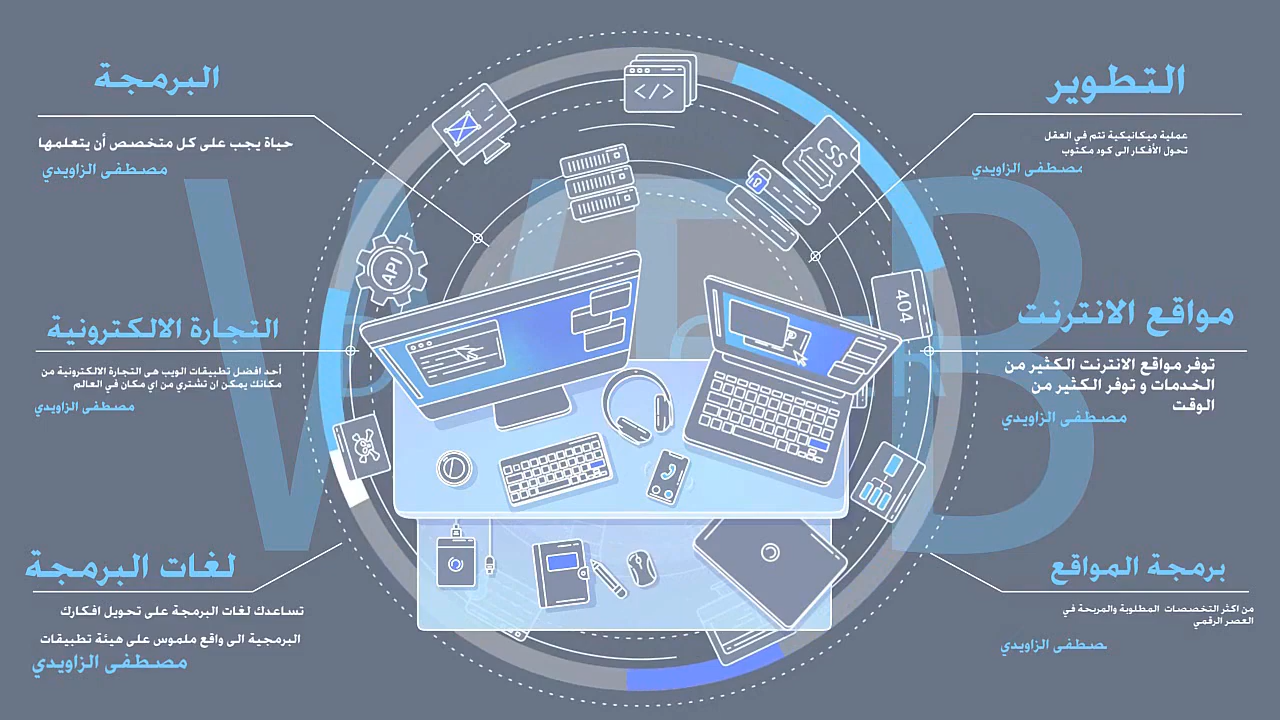 التطوير
عملية ميكانيكية تتم في العقل
تحول الأفكار الى كود مكتوب
مصطفى الزاويدي
مواقع الانترنت
توفر مواقع الانترنت الكثير من
الخدمات و توفر الكثير من
الوقت
مصطفى الزاويدي
برمجة المواقع
من اكثر التخصصات المطلوبة والمربحة في
العصر الرقمي
صطفى الزاويدي
البرمجة
حياة يجب على كل متخصص أن يتعلمها
مصطفى الزاويدي
التجارة الالكترونية
أحد افضل تطبيقات الويب هي التجارة الالكترونية من
مكانك يمكن ان تشتري من اي مكان في العالم
مصطفى الزاويدي
لغات البرمجة
تساعدك لغات البرمجة على تحويل افكارك
البرمجية الى واقع ملموس على هيئة تطبيقات
مصطفى الزاويدي
WEB
</>
CSS
API
404